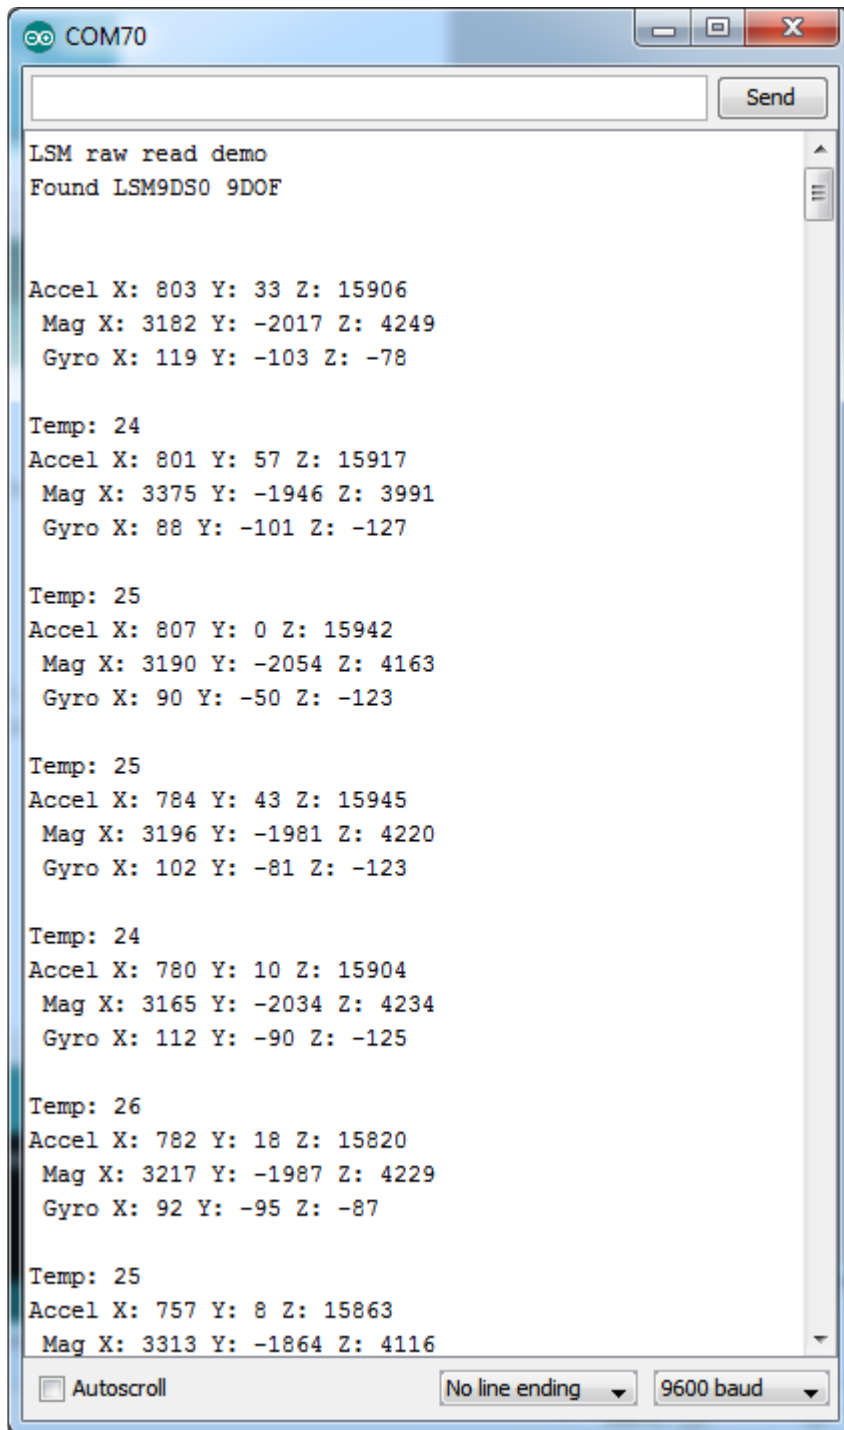 COM70
Send
LSM raw read demo
Found LSM9DS0 9DOF
Accel X: 803 Y: 33 Z: 15906
Mag X: 3182 Y: -2017 Z: 4249
Gyro X: 119 Y: -103 Z: -78
Temp: 24
Accel X: 801 Y: 57 Z: 15917
Mag X: 3375 Y: -1946 Z: 3991
Gyro X: 88 Y: -101 Z: -127
Temp: 25
Accel X: 807 Y: 0 Z: 15942
Mag X: 3190 Y: -2054 Z: 4163
Gyro X: 90 Y: -50 Z: -123
Temp: 25
Accel X: 784 Y: 43 Z: 15945
Mag X: 3196 Y: -1981 Z: 4220
Gyro X: 102 Y: -81 Z: -123
Temp: 24
Accel X: 780 Y: 10 Z: 15904
Mag X: 3165 Y: -2034 Z: 4234
Gyro X: 112 Y: -90 Z: -125
Temp: 26
Accel X: 782 Y: 18 Z: 15820
Mag X: 3217 Y: -1987 Z: 4229
Gyro X: 92 Y: -95 Z: -87
Temp: 25
Accel X: 757 Y: 8 Z: 15863
Mag X: 3313 Y: -1864 Z: 4116
Autoscroll No line ending 9600 baud